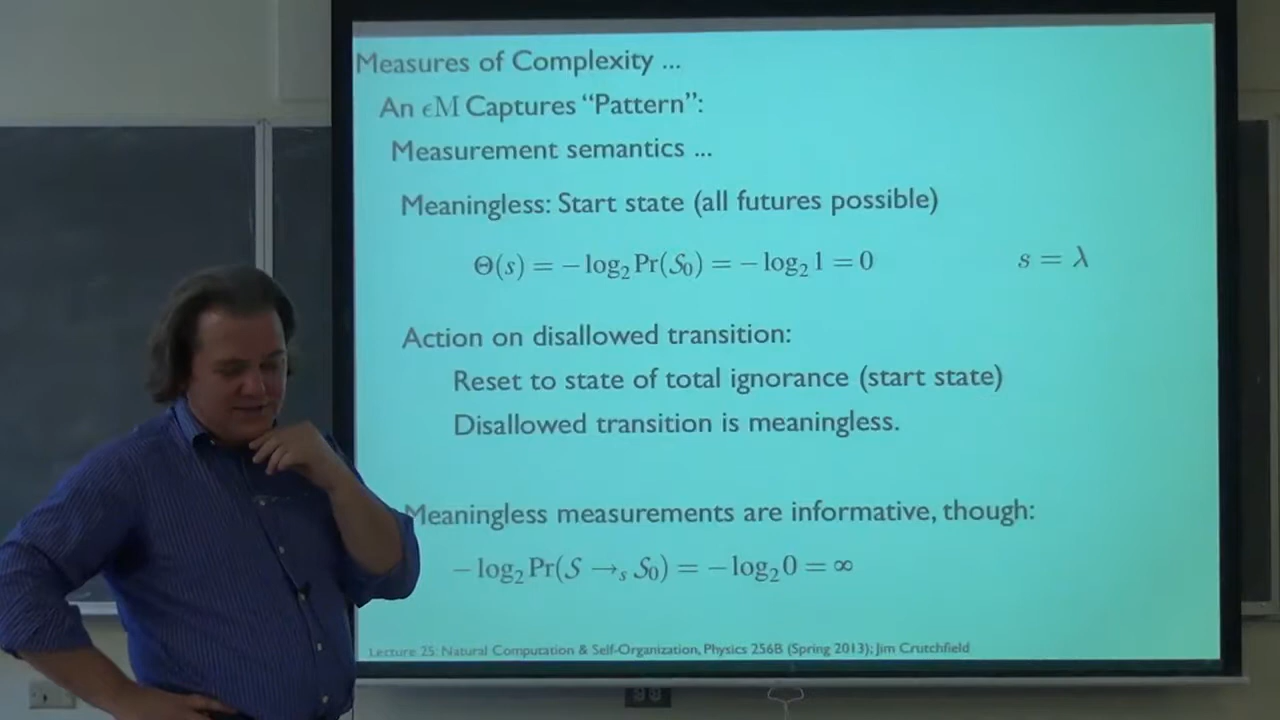 Measures of Complexity ...
An ϵM Captures “Pattern”:
Measurement semantics ...
Meaningless: Start state (all futures possible)
Θ(s) = −log₂ Pr(S₀) = −log₂ 1 = 0 s = λ
Action on disallowed transition:
Reset to state of total ignorance (start state)
Disallowed transition is meaningless.
Meaningless measurements are informative, though:
−log₂ Pr(S →ₛ S₀) = −log₂ 0 = ∞
Lecture 25: Natural Computation & Self-Organization, Physics 256B (Spring 2013); Jim Crutchfield